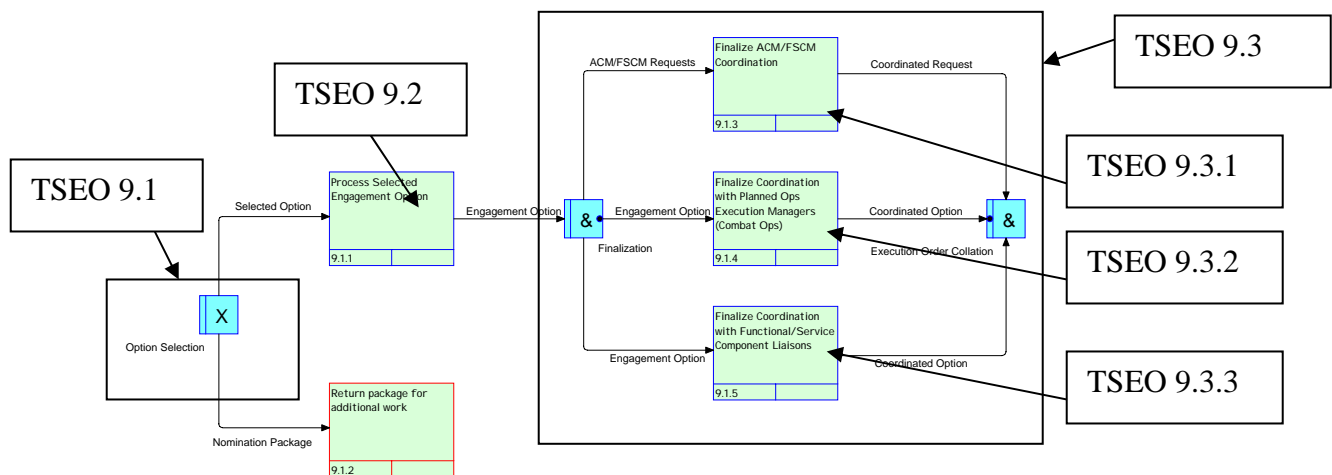 TSEO 9.3
Finalize ACM/FSCM
Coordination
ACM/FSCM Requests
Coordinated Request
TSEO 9.2
9.1.3
TSEO 9.3.1
TSEO 9.1
Process Selected
Engagement Option
Finalize Coordination
with Planned Ops
Execution Managers
(Combat Ops)
Selected Option
Engagement Option
&
Engagement Option
Coordinated Option
&
Finalization
Execution Order Collation
9.1.1
9.1.4
TSEO 9.3.2
X
Option Selection
Finalize Coordination
with Functional/Service
Component Liaisons
Engagement Option
Coordinated Option
TSEO 9.3.3
Return package for
additional work
9.1.5
Nomination Package
9.1.2